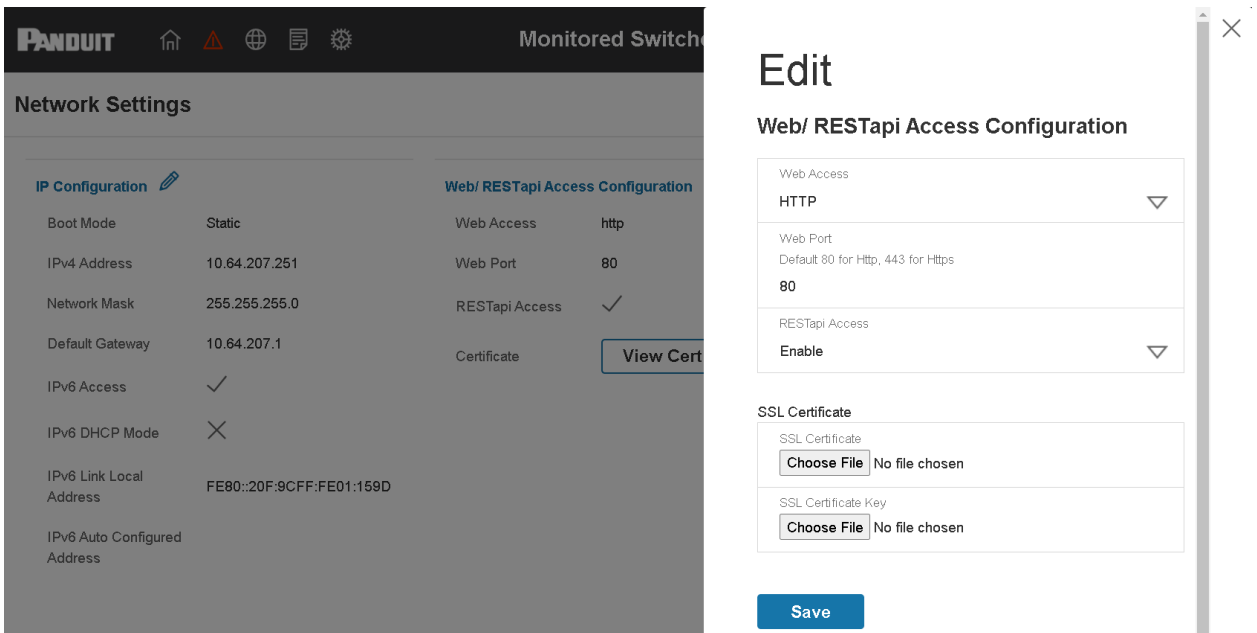 PANDUIT
Monitored Switche
Network Settings
IP Configuration
Boot Mode Static
IPv4 Address 10.64.207.251
Network Mask 255.255.255.0
Default Gateway 10.64.207.1
IPv6 Access
IPv6 DHCP Mode
IPv6 Link Local
Address
FE80::20F:9CFF:FE01:159D
IPv6 Auto Configured
Address
Web/ RESTapi Access Configuration
Web Access http
Web Port 80
RESTapi Access
Certificate View Cert
Edit
Web/ RESTapi Access Configuration
Web Access
HTTP
Web Port
Default 80 for Http, 443 for Https
80
RESTapi Access
Enable
SSL Certificate
SSL Certificate
Choose File No file chosen
SSL Certificate Key
Choose File No file chosen
Save